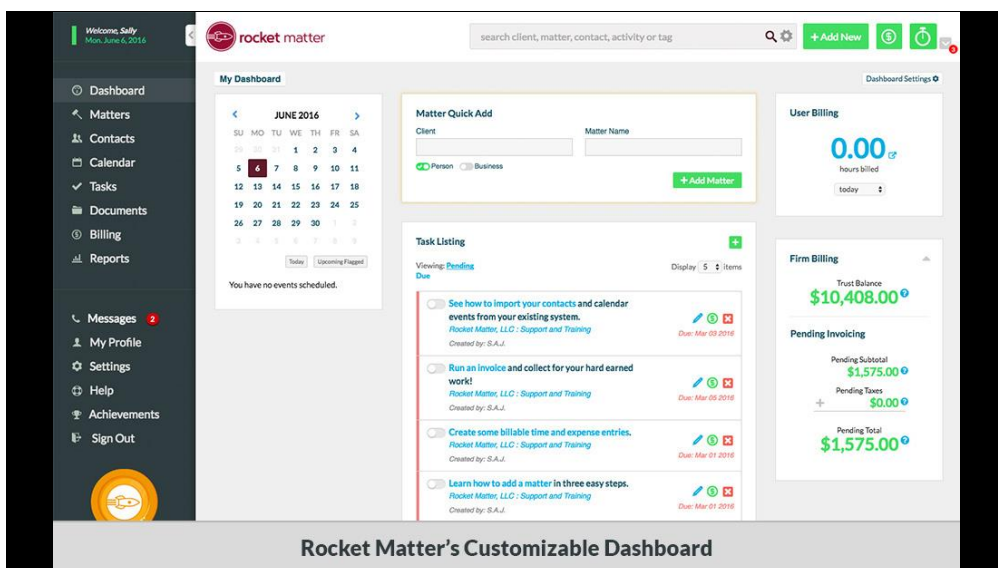 Welcome, Sally
Mon. June 6, 2016
rocket matter
search client, matter, contact, activity or tag
+Add New
3
My Dashboard
Dashboard Settings
Dashboard
Matters
Contacts
Calendar
Tasks
Documents
Billing
Reports
Messages 2
My Profile
Settings
Help
Achievements
Sign Out
JUNE 2016
SU MO TU WE TH FR SA
29 30 31 1 2 3 4
5 6 7 8 9 10 11
12 13 14 15 16 17 18
19 20 21 22 23 24 25
26 27 28 29 30 1 2
3 4 5 6 7 8 9
Today Upcoming Flagged
You have no events scheduled.
Matter Quick Add
Client Matter Name
Person Business
+Add Matter
Task Listing
Viewing: Pending
Due
Display 5 items
See how to import your contacts and calendar
events from your existing system.
Rocket Matter, LLC : Support and Training
Created by: S.A.J.
Due: Mar 03 2016
Run an invoice and collect for your hard earned
work!
Rocket Matter, LLC : Support and Training
Created by: S.A.J.
Due: Mar 05 2016
Create some billable time and expense entries.
Rocket Matter, LLC : Support and Training
Created by: S.A.J.
Due: Mar 01 2016
Learn how to add a matter in three easy steps.
Rocket Matter, LLC : Support and Training
Created by: S.A.J.
Due: Mar 01 2016
User Billing
0.00
hours billed
today
Firm Billing
Trust Balance
$10,408.00
Pending Invoicing
Pending Subtotal
$1,575.00
Pending Taxes
+ $0.00
Pending Total
$1,575.00
Rocket Matter's Customizable Dashboard